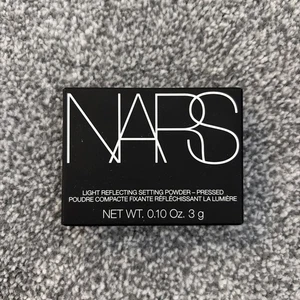 NARS
LIGHT REFLECTING SETTING POWDER – PRESSED
POUDRE COMPACTE FIXANTE RÉFLÉCHISSANT LA LUMIÈRE
NET WT. 0.10 Oz. 3 g